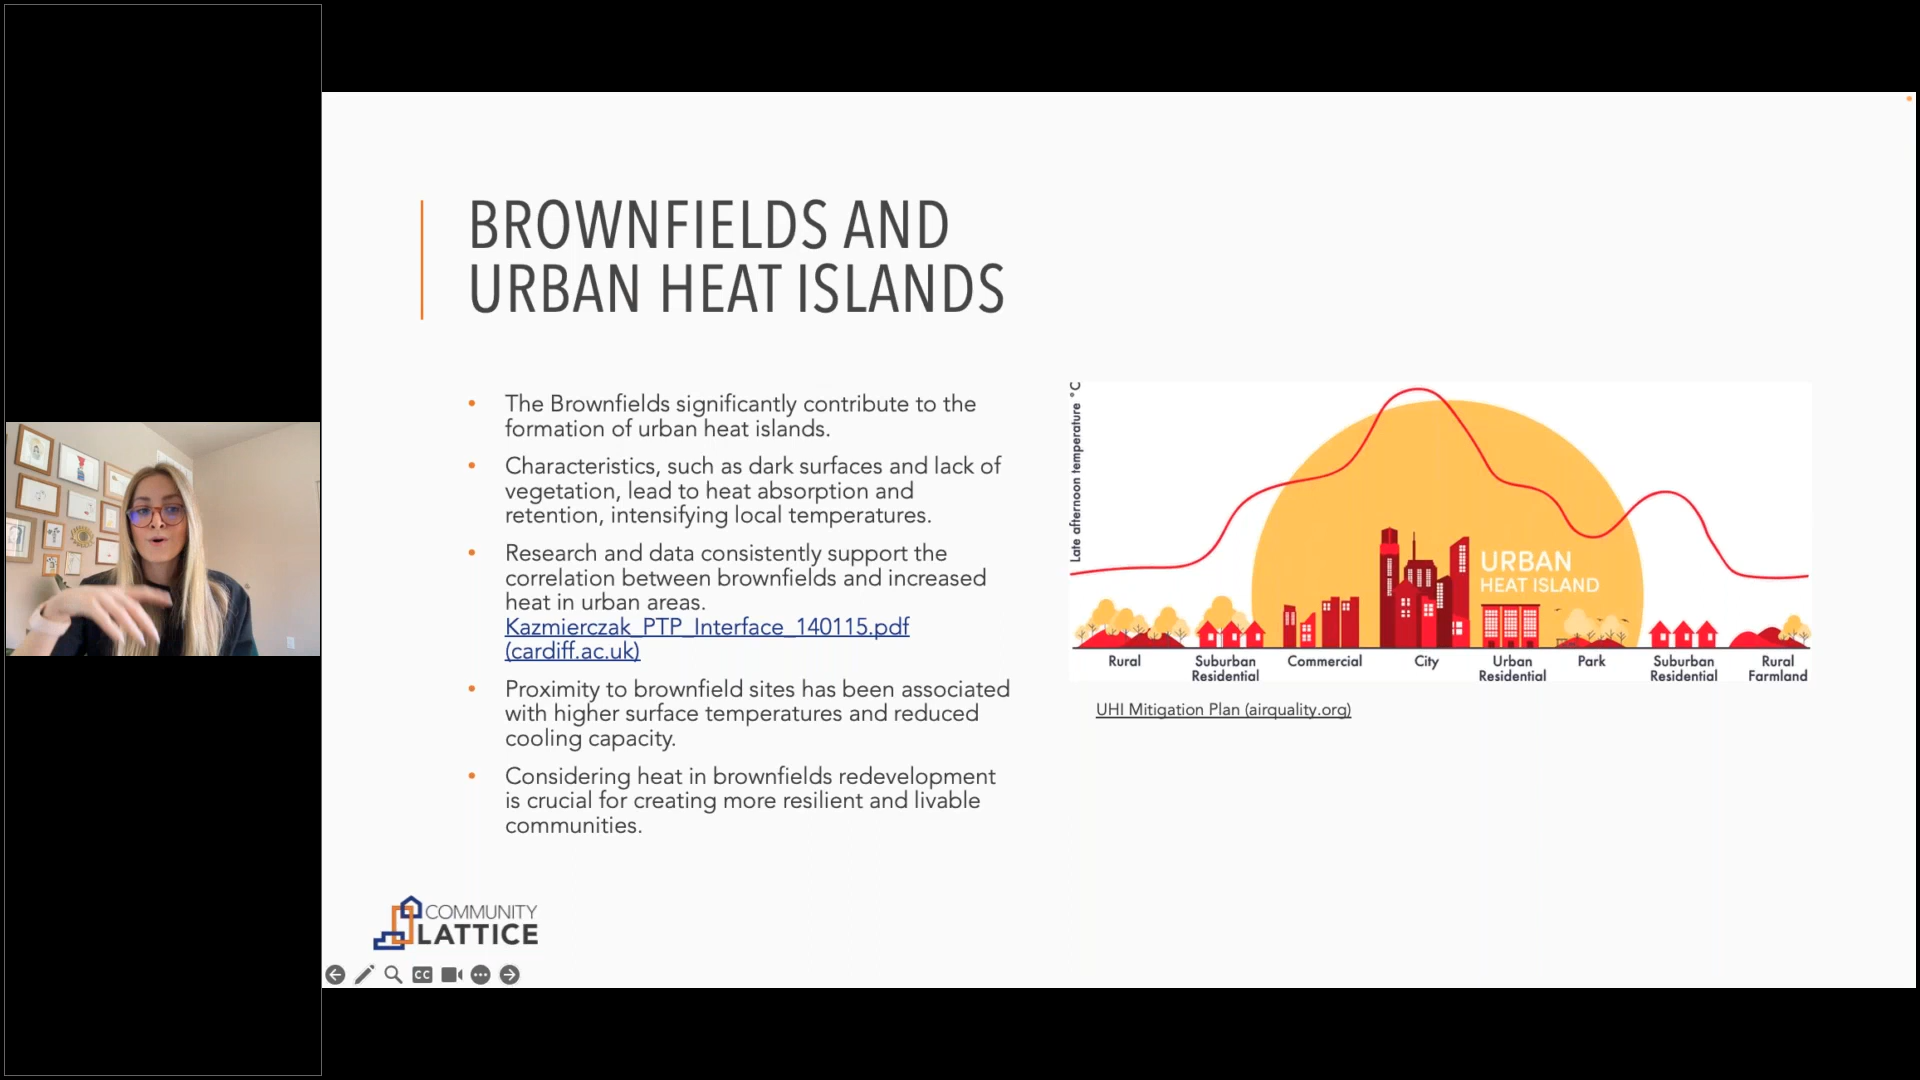 BROWNFIELDS AND
URBAN HEAT ISLANDS
• The Brownfields significantly contribute to the
formation of urban heat islands.
• Characteristics, such as dark surfaces and lack of
vegetation, lead to heat absorption and
retention, intensifying local temperatures.
• Research and data consistently support the
correlation between brownfields and increased
heat in urban areas.
Kazmierczak_PTP_Interface_140115.pdf
(cardiff.ac.uk)
• Proximity to brownfield sites has been associated
with higher surface temperatures and reduced
cooling capacity.
• Considering heat in brownfields redevelopment
is crucial for creating more resilient and livable
communities.
Late afternoon temperature °C
URBAN
HEAT ISLAND
Rural
Suburban
Residential
Commercial
City
Urban
Residential
Park
Suburban
Residential
Rural
Farmland
UHI Mitigation Plan (airquality.org)
COMMUNITY
LATTICE
CC